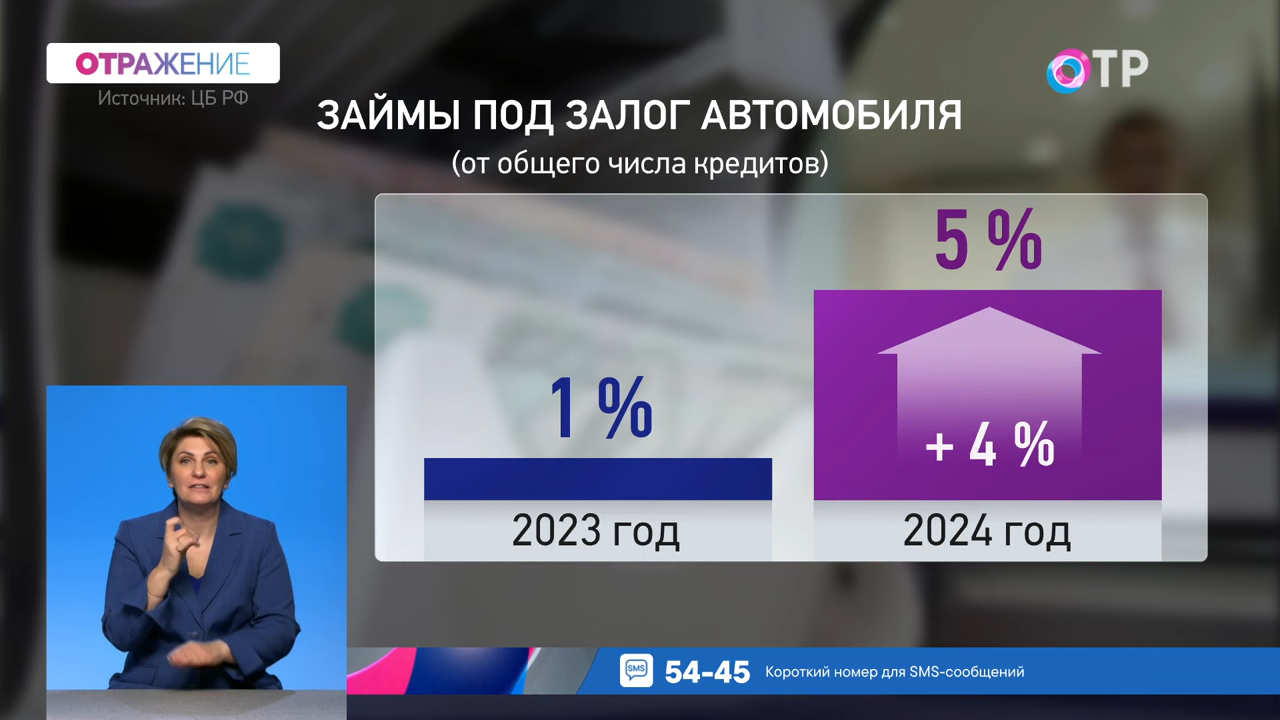 ОТРАЖЕНИЕ
Источник: ЦБ РФ
ОТР
ЗАЙМЫ ПОД ЗАЛОГ АВТОМОБИЛЯ
(от общего числа кредитов)
1 %
5 %
+ 4 %
2023 год
2024 год
SMS
54-45
Короткий номер для SMS-сообщений